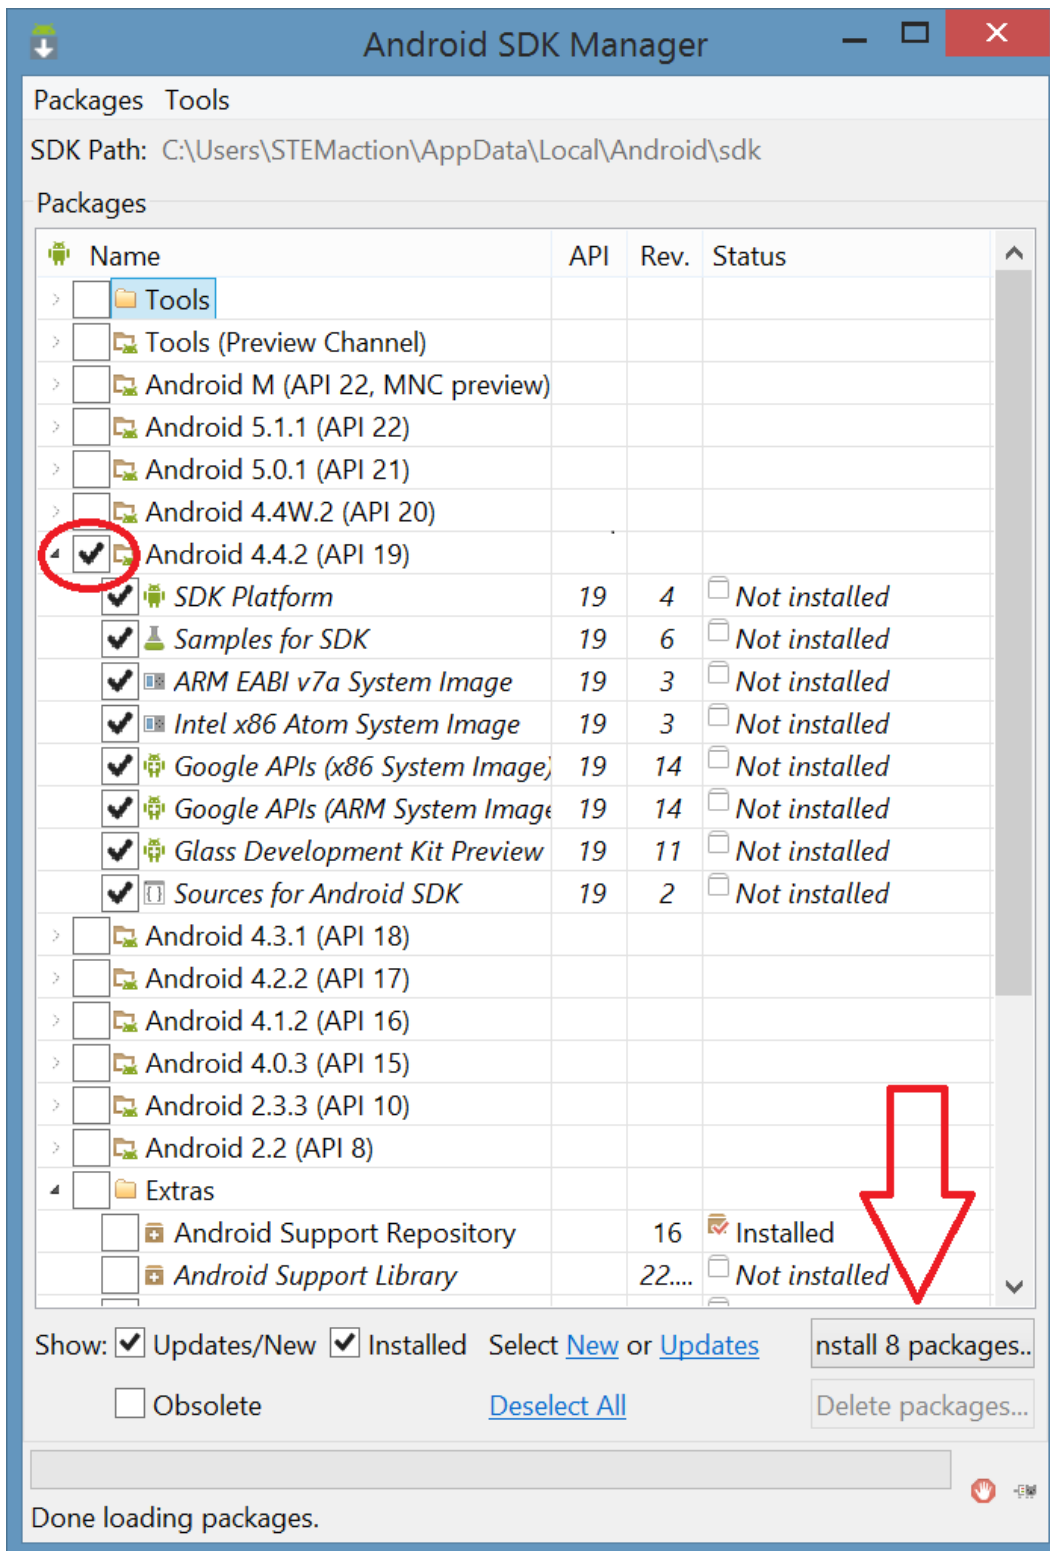 Android SDK Manager
Packages Tools
SDK Path: C:\Users\STEMaction\AppData\Local\Android\sdk
Packages
Name API Rev. Status
Tools
Tools (Preview Channel)
Android M (API 22, MNC preview)
Android 5.1.1 (API 22)
Android 5.0.1 (API 21)
Android 4.4W.2 (API 20)
Android 4.4.2 (API 19)
SDK Platform 19 4 Not installed
Samples for SDK 19 6 Not installed
ARM EABI v7a System Image 19 3 Not installed
Intel x86 Atom System Image 19 3 Not installed
Google APIs (x86 System Image) 19 14 Not installed
Google APIs (ARM System Image 19 14 Not installed
Glass Development Kit Preview 19 11 Not installed
Sources for Android SDK 19 2 Not installed
Android 4.3.1 (API 18)
Android 4.2.2 (API 17)
Android 4.1.2 (API 16)
Android 4.0.3 (API 15)
Android 2.3.3 (API 10)
Android 2.2 (API 8)
Extras
Android Support Repository 16 Installed
Android Support Library 22.... Not installed
Show: Updates/New Installed Select New or Updates nstall 8 packages..
Obsolete Deselect All Delete packages...
Done loading packages.